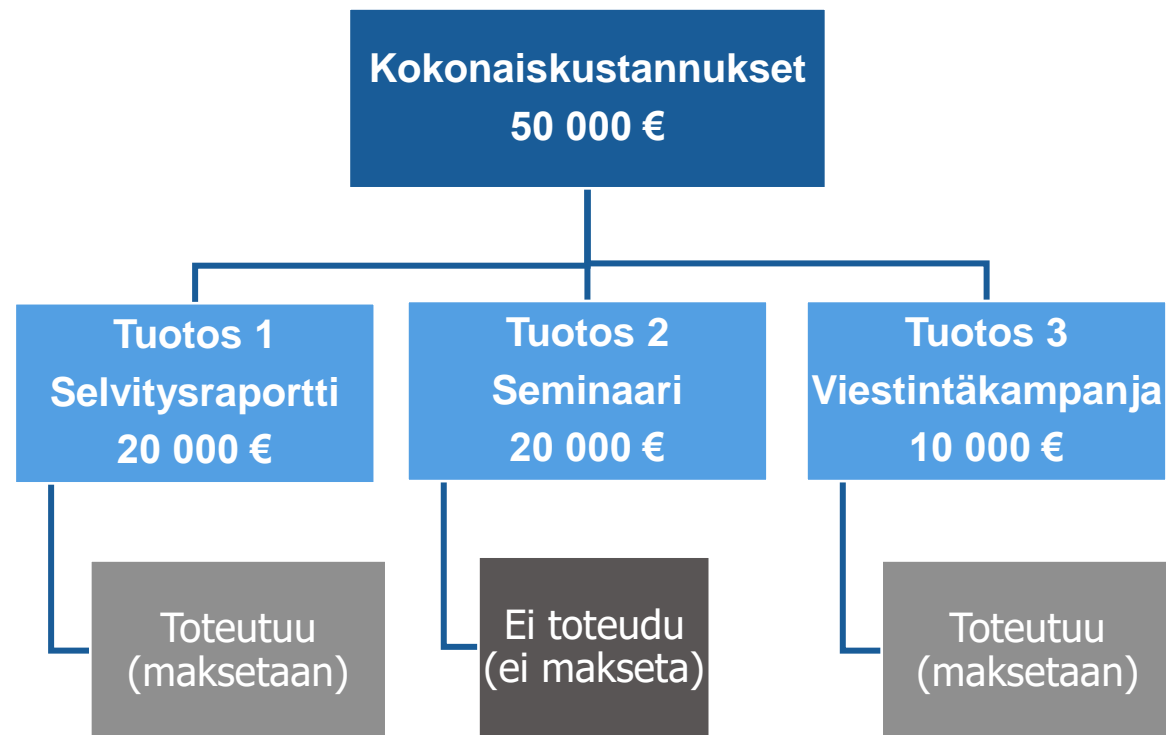 Kokonaiskustannukset
50 000 €
Tuotos 1
Selvitysraportti
20 000 €
Tuotos 2
Seminaari
20 000 €
Tuotos 3
Viestintäkampanja
10 000 €
Toteutuu
(maksetaan)
Ei toteudu
(ei makseta)
Toteutuu
(maksetaan)